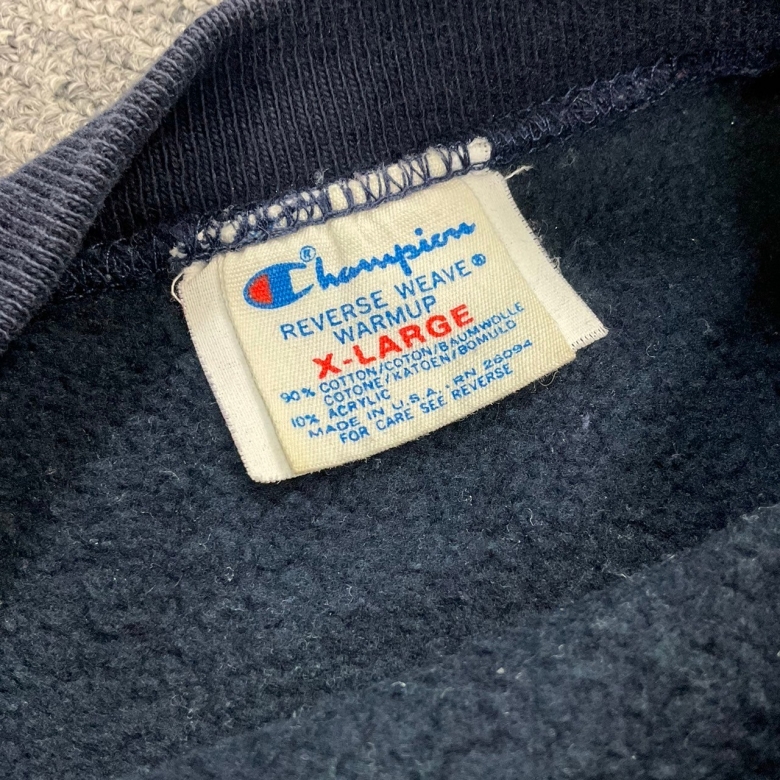 Champion®
REVERSE WEAVE®
WARMUP
X-LARGE
90% COTTON/COTON/BAUMWOLLE
COTONE/KATOEN/BOMULD
10% ACRYLIC
MADE IN U.S.A. RN 26094
FOR CARE SEE REVERSE